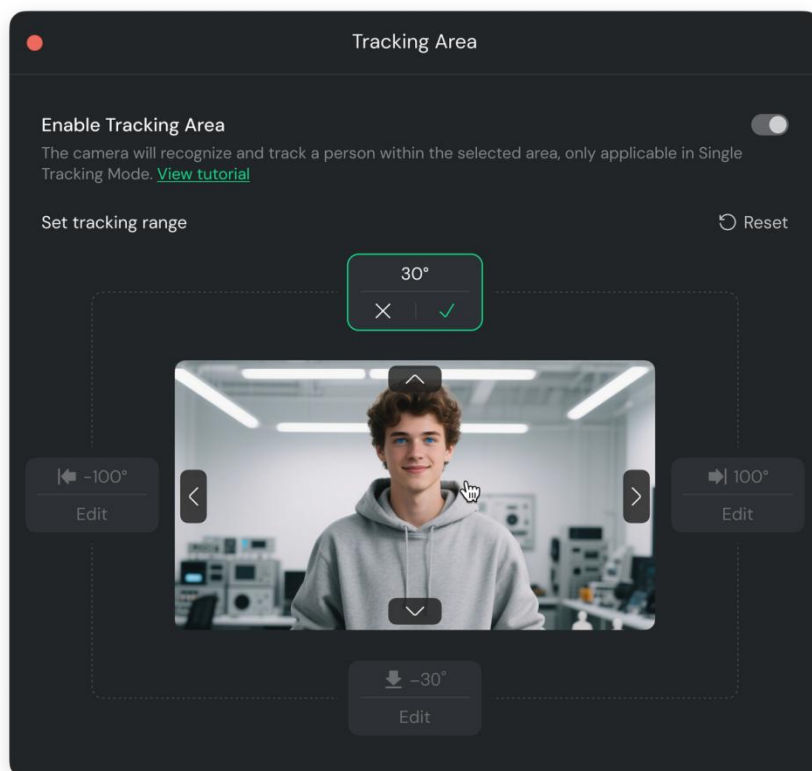 Tracking Area
Enable Tracking Area
The camera will recognize and track a person within the selected area, only applicable in Single
Tracking Mode. View tutorial
Set tracking range
Reset
30°
-100°
Edit
100°
Edit
-30°
Edit